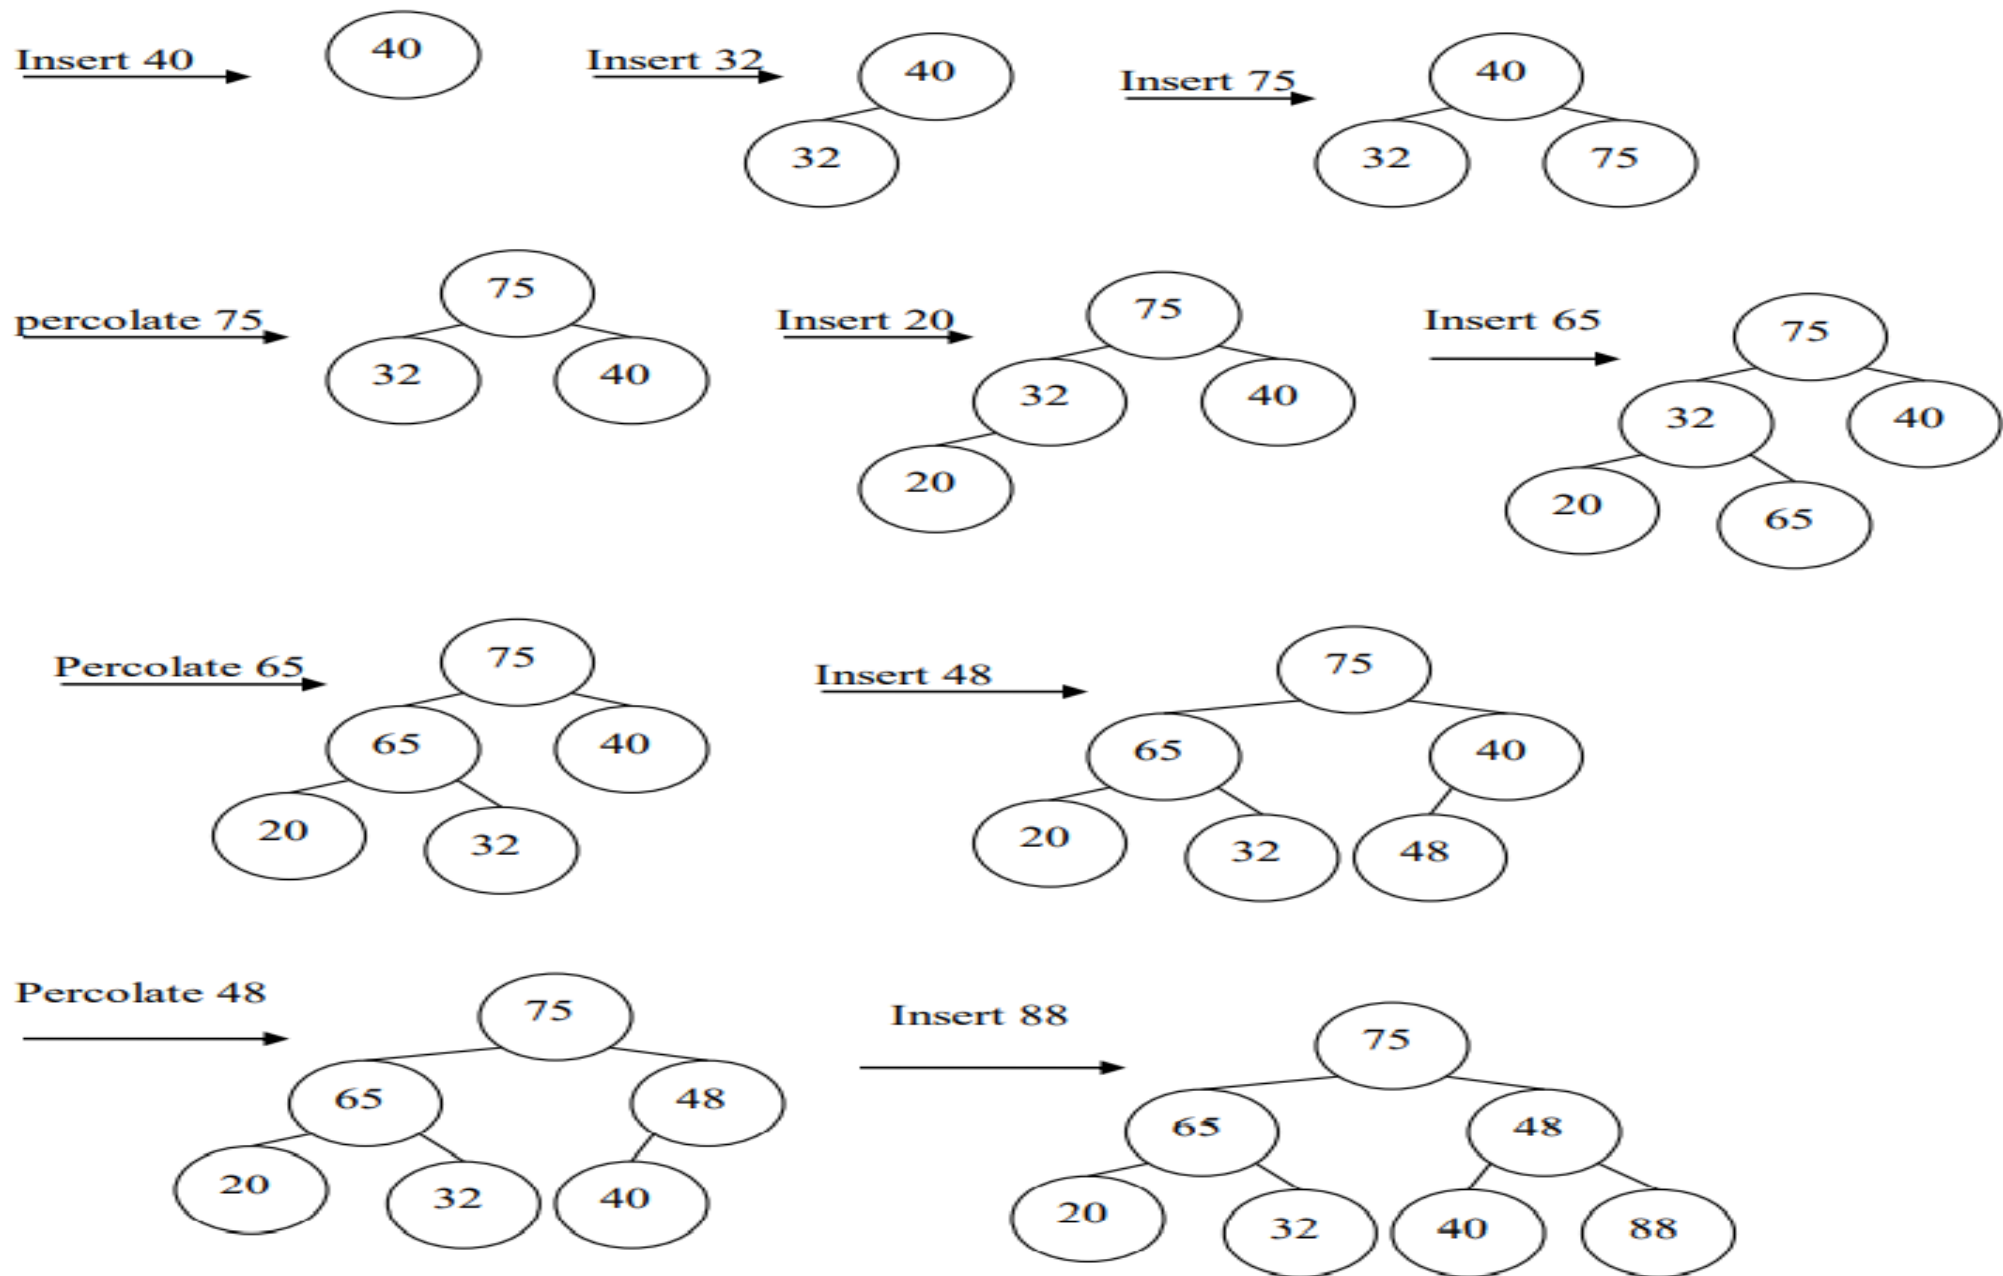 Insert 40
40
Insert 32
40
32
Insert 75
40
32 75
percolate 75
75
32 40
Insert 20
75
32 40
20
Insert 65
75
32 40
20 65
Percolate 65
75
65 40
20 32
Insert 48
75
65 40
20 32 48
Percolate 48
75
65 48
20 32 40
Insert 88
75
65 48
20 32 40 88